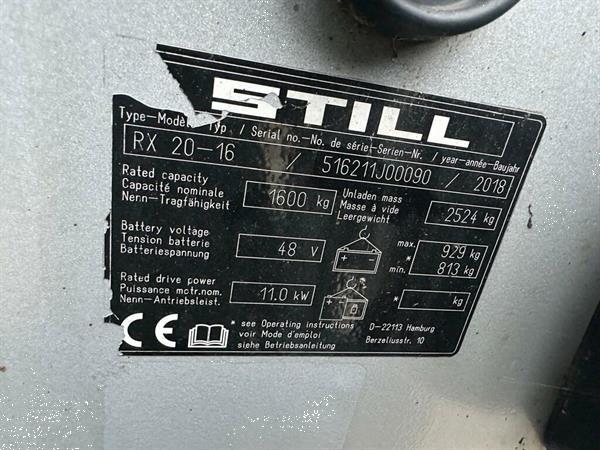 STILL
Type-Modèle-Typ / Serial no.-No. de série-Serien-Nr. / year-année-Baujahr
RX 20-16 / 516211J00090 / 2018
Rated capacity
Capacité nominale
Nenn-Tragfähigkeit
1600 kg
Unladen mass
Masse à vide
Leergewicht
2524 kg
Battery voltage
Tension batterie
Batteriespannung
48 V
max. 929 kg
*
min. 813 kg
Rated drive power
Puissance motr.nom.
Nenn-Antriebsleist.
11.0 kW
* kg
CE
* see Operating instructions
voir Mode d'emploi
siehe Betriebsanleitung
D-22113 Hamburg
Berzeliusstr. 10